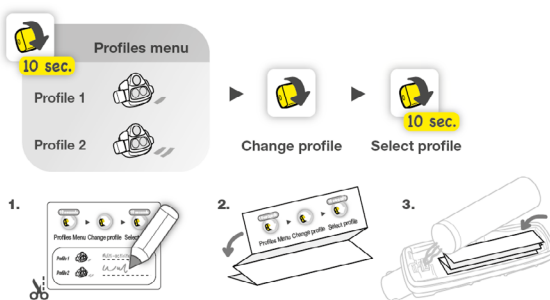 Profiles menu
10 sec.
Profile 1
Profile 2
Change profile
Select profile
10 sec.
1.
2.
3.
Profiles Menu Change profile Select
Profile 1
Profile 2
Profiles Menu Change profile Select profile